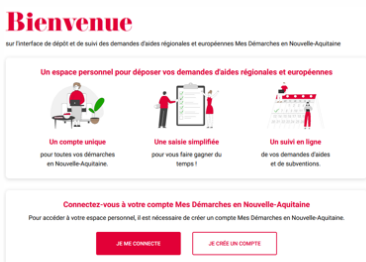 Bienvenue
sur l'interface de dépôt et de suivi des demandes d'aides régionales et européennes Mes Démarches en Nouvelle-Aquitaine
Un espace personnel pour déposer vos demandes d'aides régionales et européennes
Un compte unique
pour toutes vos démarches
en Nouvelle-Aquitaine.
Une saisie simplifiée
pour vous faire gagner du
temps !
Un suivi en ligne
de vos demandes d'aides
et de subventions.
Connectez-vous à votre compte Mes Démarches en Nouvelle-Aquitaine
Pour accéder à votre espace personnel, il est nécessaire de créer un compte Mes Démarches en Nouvelle-Aquitaine.
JE ME CONNECTE
JE CRÉE UN COMPTE